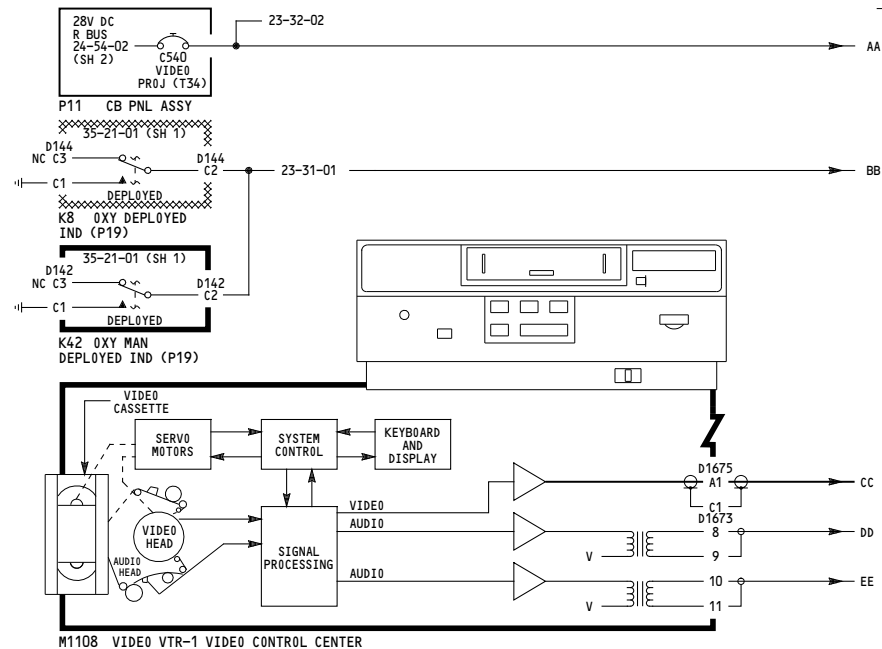 28V DC
R BUS
24-54-02
(SH 2)
C540
VIDEO
PROJ (T34)
23-32-02
AA
P11 CB PNL ASSY
35-21-01 (SH 1)
D144
NC C3
D144
C2
C1
DEPLOYED
23-31-01
BB
K8 OXY DEPLOYED
IND (P19)
35-21-01 (SH 1)
D142
NC C3
D142
C2
C1
DEPLOYED
K42 OXY MAN
DEPLOYED IND (P19)
VIDEO
CASSETTE
SERVO
MOTORS
SYSTEM
CONTROL
KEYBOARD
AND
DISPLAY
VIDEO
HEAD
AUDIO
HEAD
SIGNAL
PROCESSING
VIDEO
AUDIO
AUDIO
D1675
A1
CC
C1
D1673
8
DD
V
9
10
EE
V
11
M1108 VIDEO VTR-1 VIDEO CONTROL CENTER